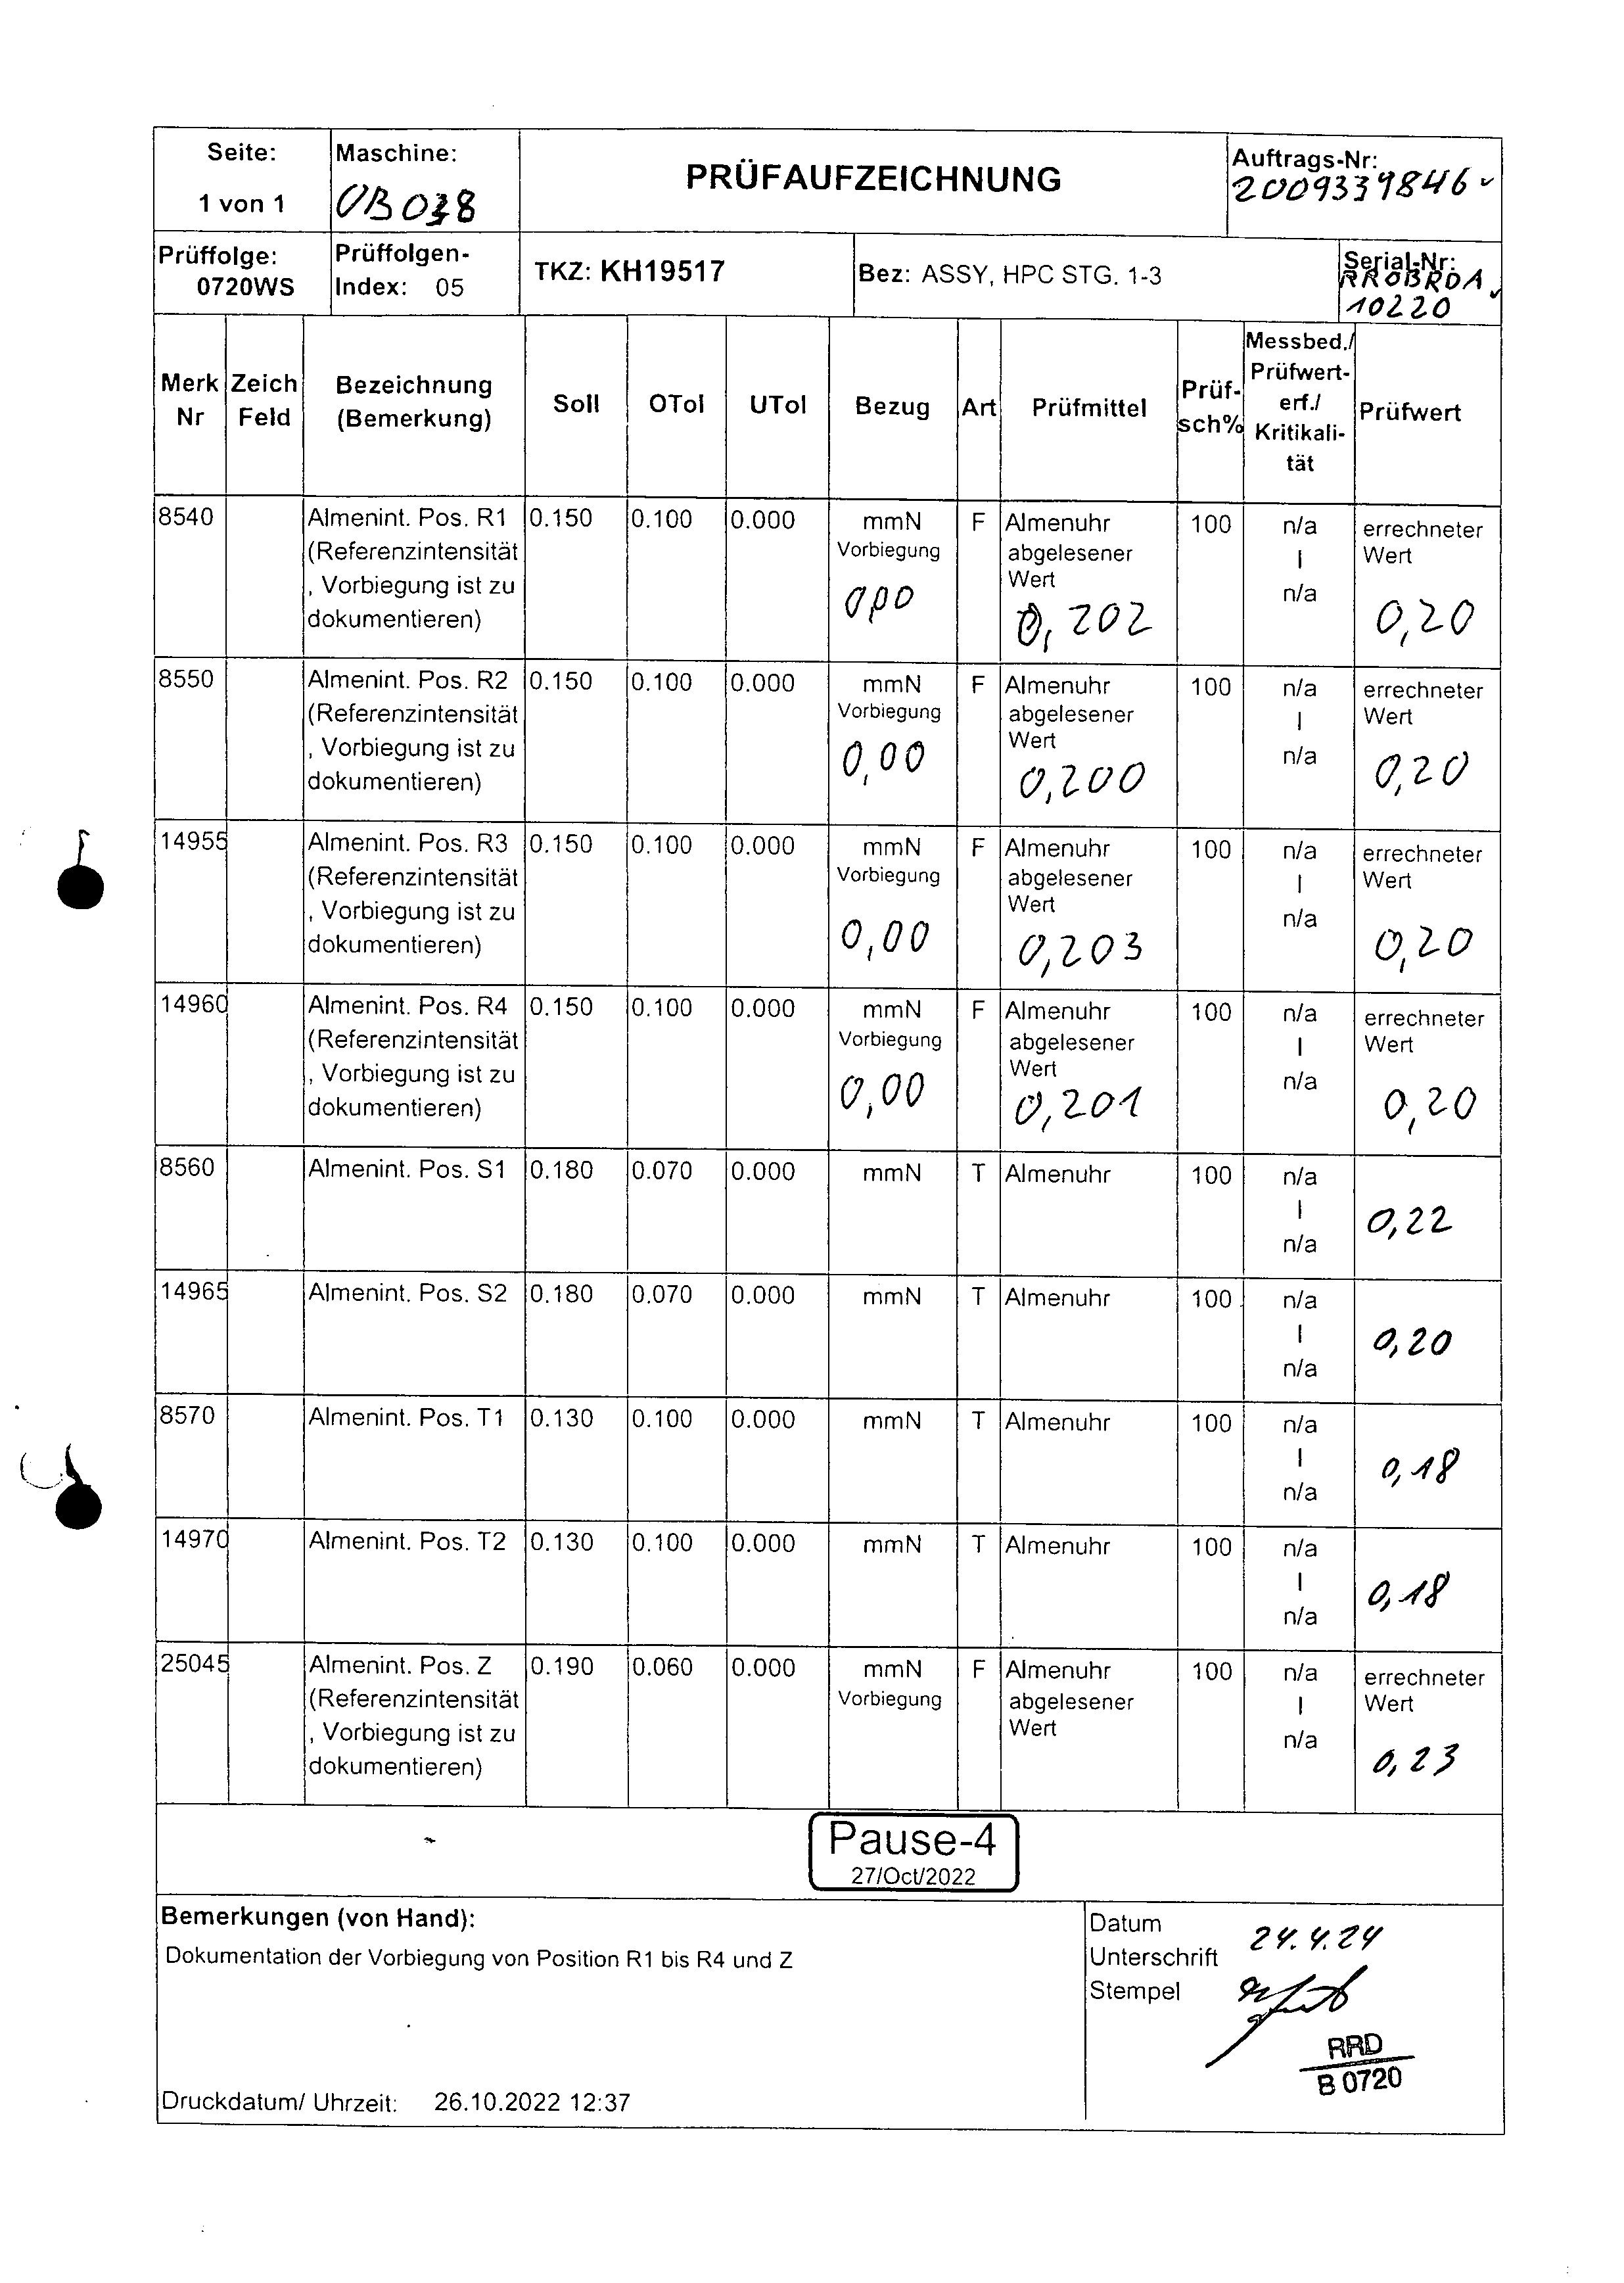 Seite:
1 von 1
Maschine:
OB038
PRÜFAUFZEICHNUNG
Auftrags-Nr:
2009339846
Prüffolge:
0720WS
Prüffolgen-
Index: 05
TKZ: KH19517
Bez: ASSY, HPC STG. 1-3
Serial-Nr:
RROBRDA
10220
Merk Nr
Zeich Feld
Bezeichnung (Bemerkung)
Soll
OTol
UTol
Bezug
Art
Prüfmittel
Prüf-
sch%
Messbed./
Prüfwert-
erf./
Kritikali-
tät
Prüfwert
8540 Almenint. Pos. R1 0.150 0.100 0.000 mmN F Almenuhr 100 n/a errechneter
(Referenzintensität Vorbiegung abgelesener | Wert
, Vorbiegung ist zu 0,00 Wert n/a
dokumentieren) 0,202 0,20
8550 Almenint. Pos. R2 0.150 0.100 0.000 mmN F Almenuhr 100 n/a errechneter
(Referenzintensität Vorbiegung abgelesener | Wert
, Vorbiegung ist zu 0,00 Wert n/a
dokumentieren) 0,200 0,20
14955 Almenint. Pos. R3 0.150 0.100 0.000 mmN F Almenuhr 100 n/a errechneter
(Referenzintensität Vorbiegung abgelesener | Wert
, Vorbiegung ist zu Wert n/a
dokumentieren) 0,00 0,203 0,20
14960 Almenint. Pos. R4 0.150 0.100 0.000 mmN F Almenuhr 100 n/a errechneter
(Referenzintensität Vorbiegung abgelesener | Wert
, Vorbiegung ist zu Wert n/a
dokumentieren) 0,00 0,201 0,20
8560 Almenint. Pos. S1 0.180 0.070 0.000 mmN T Almenuhr 100 n/a
| 0,22
n/a
14965 Almenint. Pos. S2 0.180 0.070 0.000 mmN T Almenuhr 100 n/a
| 0,20
n/a
8570 Almenint. Pos. T1 0.130 0.100 0.000 mmN T Almenuhr 100 n/a
| 0,18
n/a
14970 Almenint. Pos. T2 0.130 0.100 0.000 mmN T Almenuhr 100 n/a
| 0,18
n/a
25045 Almenint. Pos. Z 0.190 0.060 0.000 mmN F Almenuhr 100 n/a errechneter
(Referenzintensität Vorbiegung abgelesener | Wert
, Vorbiegung ist zu Wert n/a
dokumentieren) 0,23
Pause-4
27/Oct/2022
Bemerkungen (von Hand):
Dokumentation der Vorbiegung von Position R1 bis R4 und Z
Datum 24.4.24
Unterschrift
Stempel
RRD
B 0720
Druckdatum/ Uhrzeit: 26.10.2022 12:37